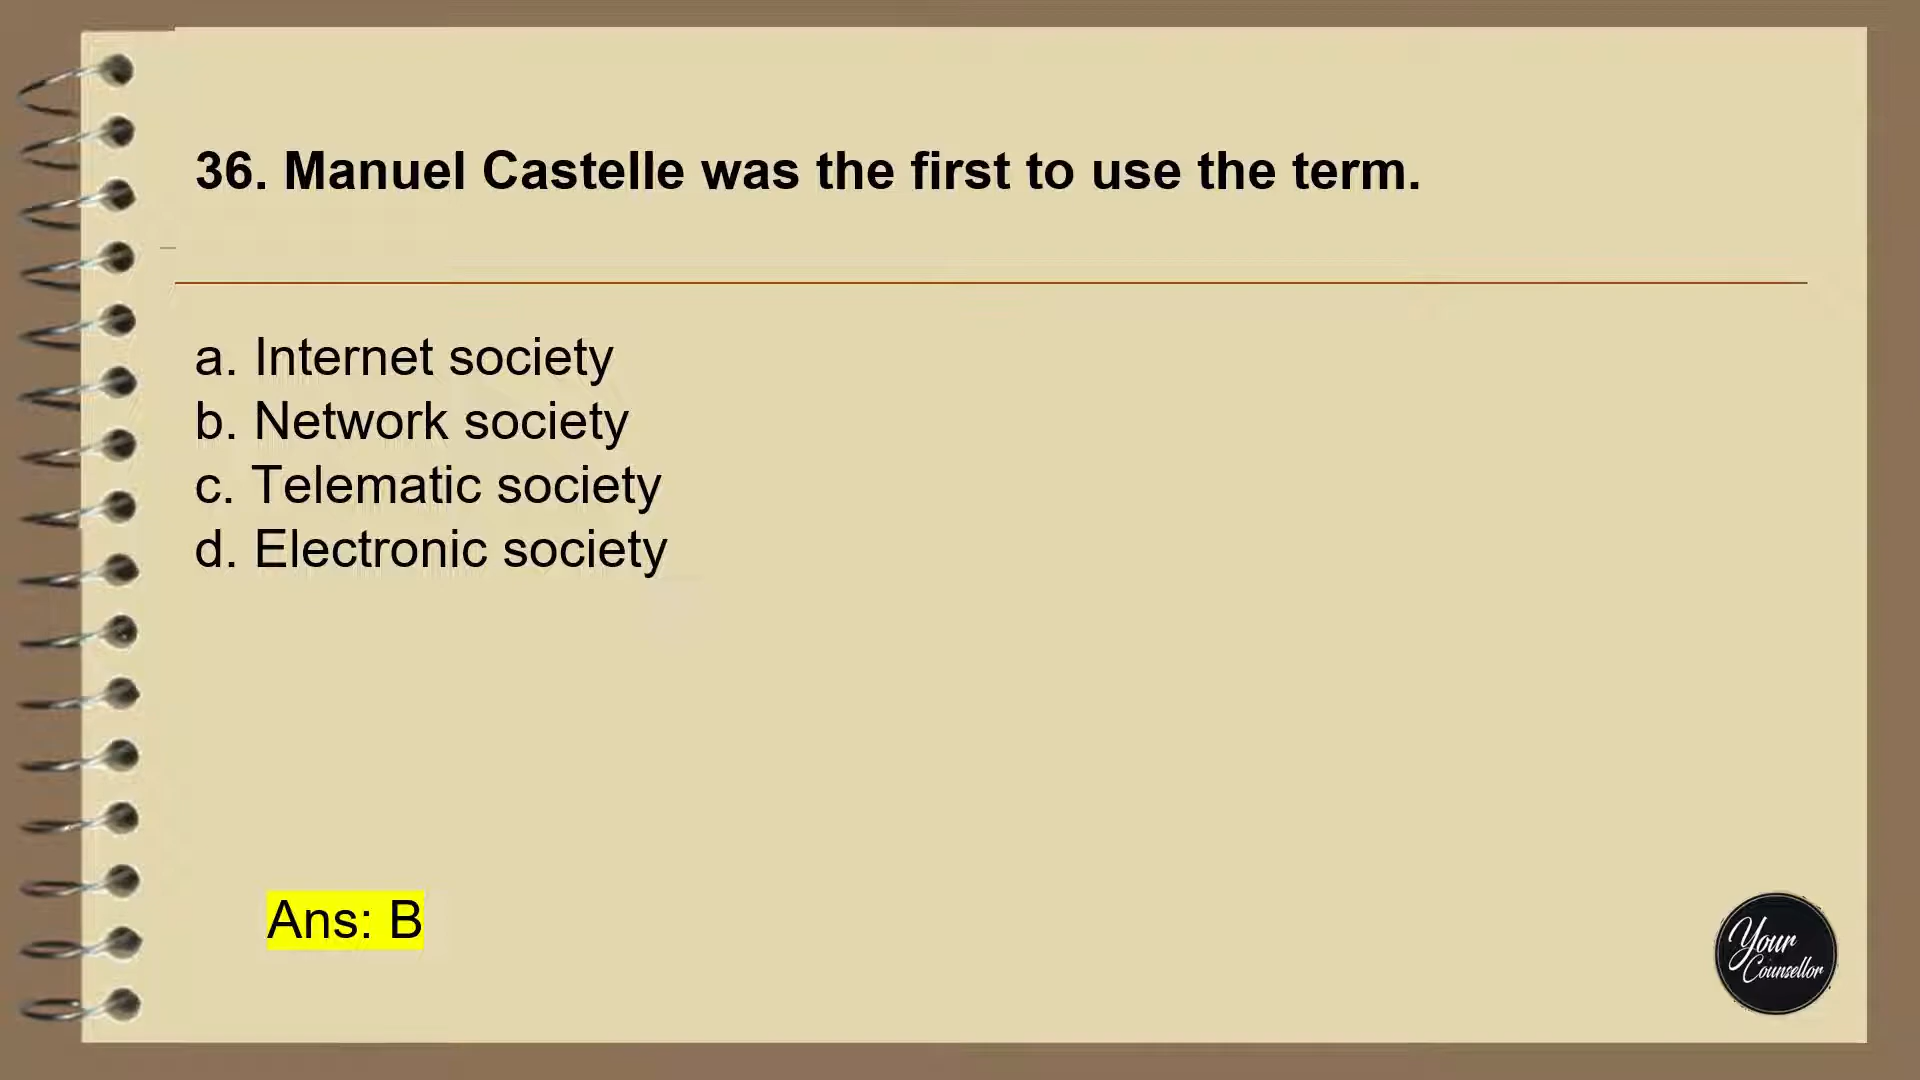 36. Manuel Castelle was the first to use the term.
a. Internet society
b. Network society
c. Telematic society
d. Electronic society
Ans: B
Your
Counsellor